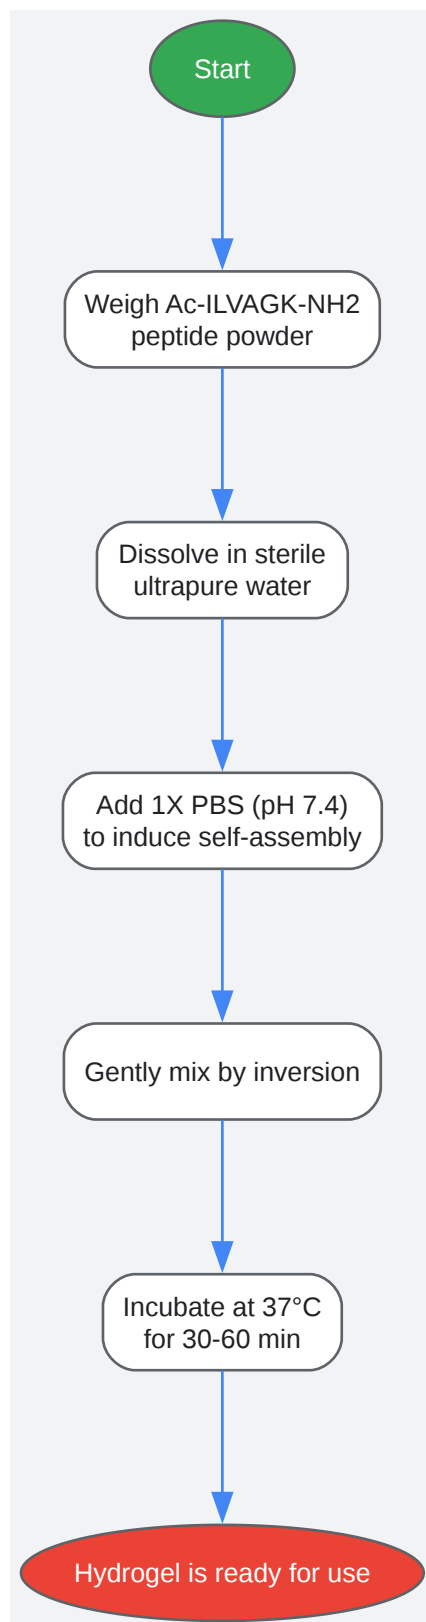 Start
Weigh Ac-ILVAGK-NH2
peptide powder
Dissolve in sterile
ultrapure water
Add 1X PBS (pH 7.4)
to induce self-assembly
Gently mix by inversion
Incubate at 37°C
for 30-60 min
Hydrogel is ready for use